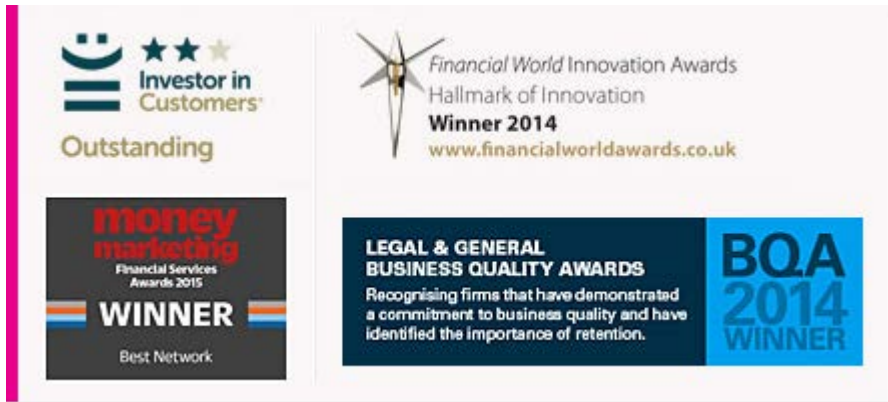 Investor in
Customers
Outstanding
Financial World Innovation Awards
Hallmark of Innovation
Winner 2014
www.financialworldawards.co.uk
money
marketing
Financial Services
Awards 2015
WINNER
Best Network
LEGAL & GENERAL
BUSINESS QUALITY AWARDS
Recognising firms that have demonstrated
a commitment to business quality and have
identified the importance of retention.
BQA
2014
WINNER